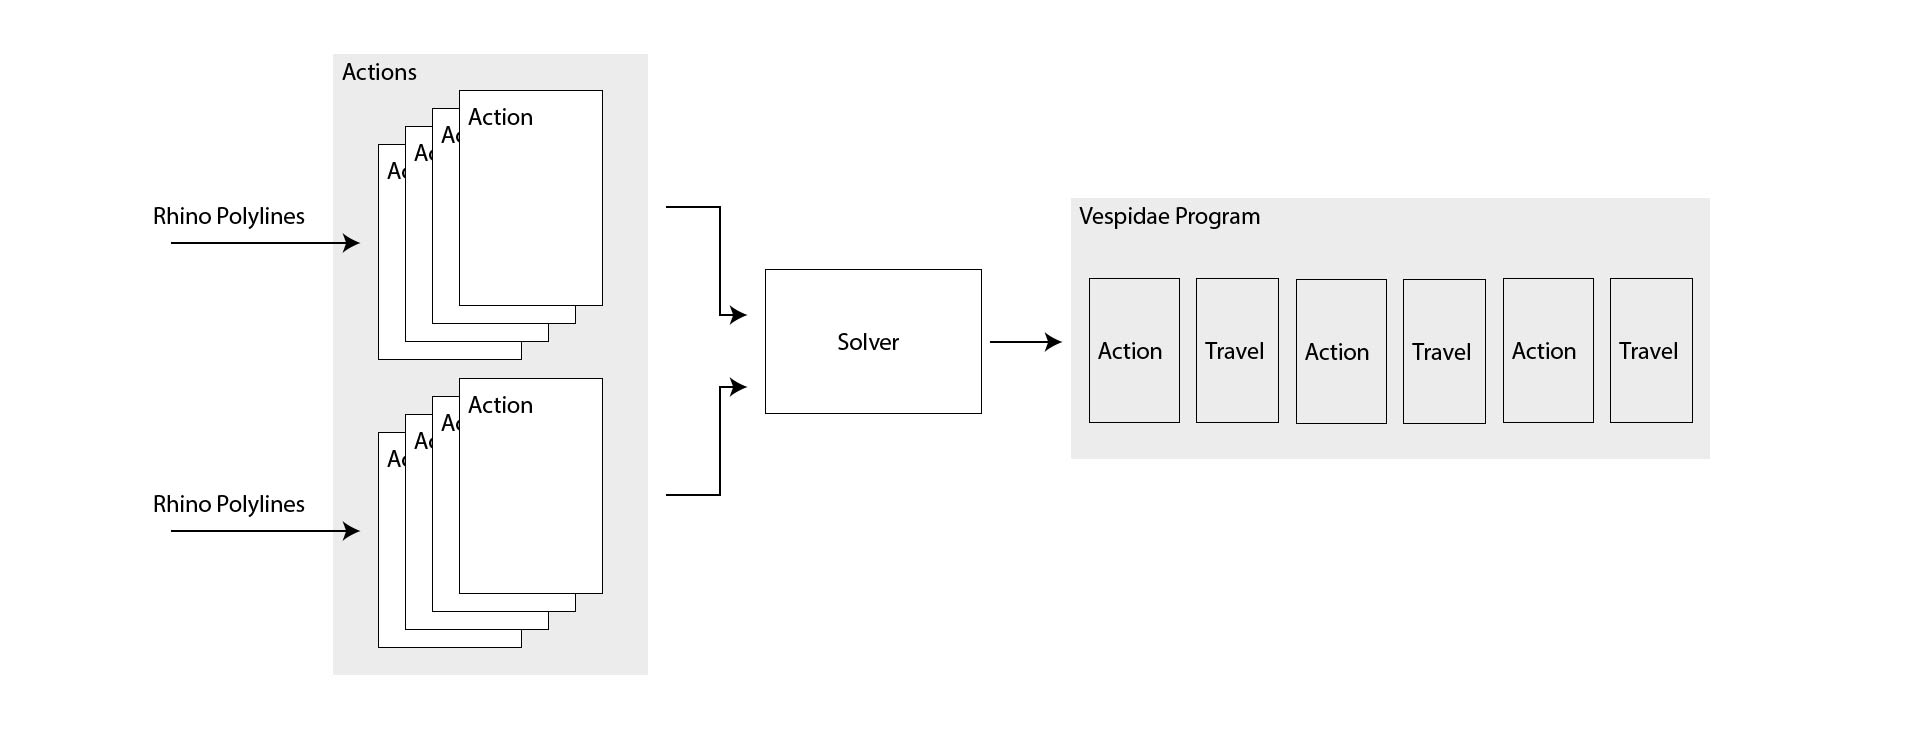 Actions
Action
Ac
Ac
Ac
Rhino Polylines
Action
Ac
Ac
Ac
Rhino Polylines
Solver
Vespidae Program
Action
Travel
Action
Travel
Action
Travel